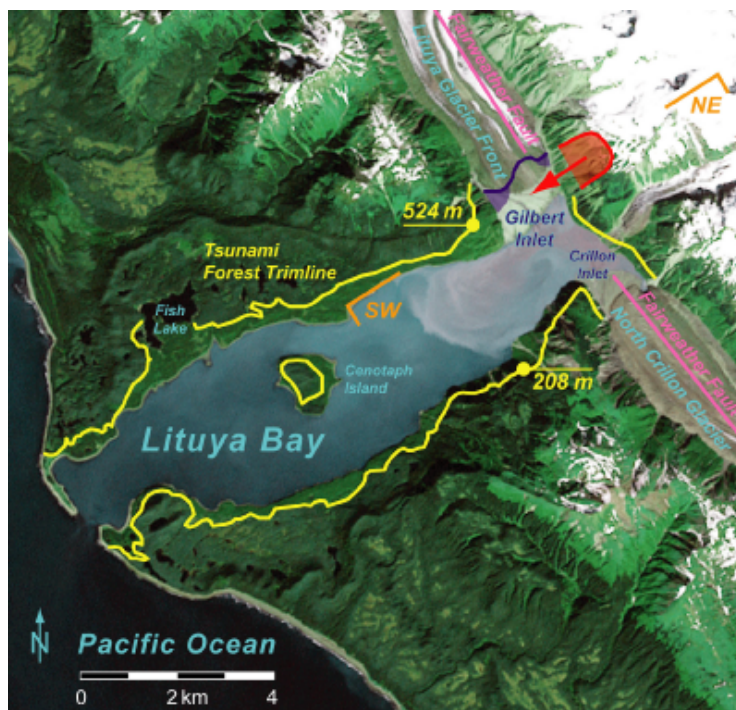 Lituya Glacier Front
Fairweather Fault
NE
524 m
Gilbert
Inlet
Tsunami
Forest Trimline
Crillon
Inlet
Fish
Lake
SW
Fairweather Fault
North Crillon Glacier
Cenotaph
Island
208 m
Lituya Bay
N
Pacific Ocean
0 2 km 4